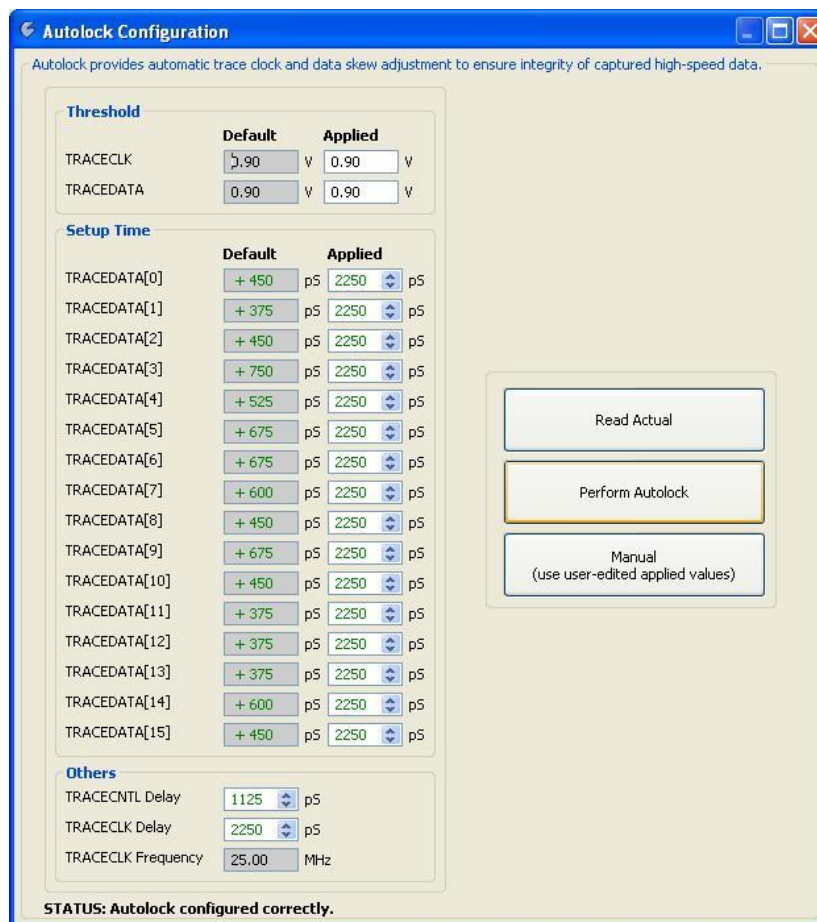 Autolock Configuration
Autolock provides automatic trace clock and data skew adjustment to ensure integrity of captured high-speed data.
Threshold
Default Applied
TRACECLK 0.90 V 0.90 V
TRACEDATA 0.90 V 0.90 V
Setup Time
Default Applied
TRACEDATA[0] + 450 pS 2250 pS
TRACEDATA[1] + 375 pS 2250 pS
TRACEDATA[2] + 450 pS 2250 pS
TRACEDATA[3] + 750 pS 2250 pS
TRACEDATA[4] + 525 pS 2250 pS
TRACEDATA[5] + 675 pS 2250 pS
TRACEDATA[6] + 675 pS 2250 pS
TRACEDATA[7] + 600 pS 2250 pS
TRACEDATA[8] + 450 pS 2250 pS
TRACEDATA[9] + 675 pS 2250 pS
TRACEDATA[10] + 450 pS 2250 pS
TRACEDATA[11] + 375 pS 2250 pS
TRACEDATA[12] + 375 pS 2250 pS
TRACEDATA[13] + 375 pS 2250 pS
TRACEDATA[14] + 600 pS 2250 pS
TRACEDATA[15] + 450 pS 2250 pS
Others
TRACECNTL Delay 1125 pS
TRACECLK Delay 2250 pS
TRACECLK Frequency 25.00 MHz
STATUS: Autolock configured correctly.
Read Actual
Perform Autolock
Manual
(use user-edited applied values)